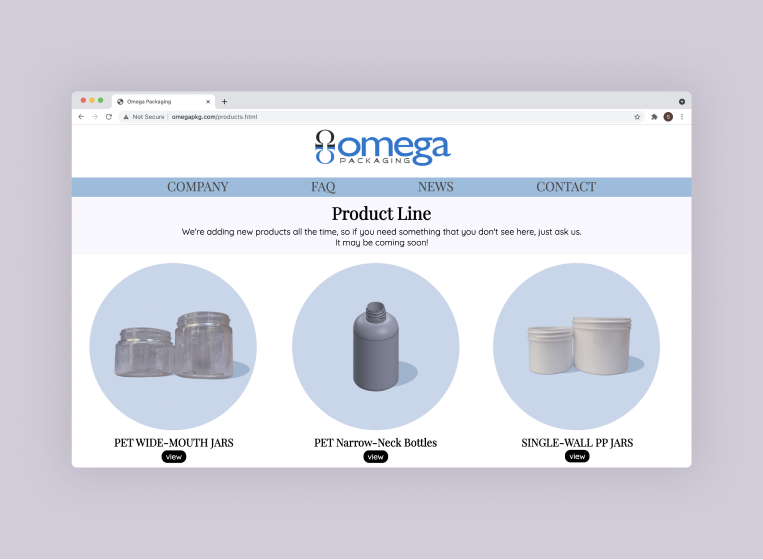 Omega Packaging
Not Secure | omegapkg.com/products.html
S
omega
PACKAGING
COMPANY FAQ NEWS CONTACT
Product Line
We're adding new products all the time, so if you need something that you don't see here, just ask us.
It may be coming soon!
PET WIDE-MOUTH JARS PET Narrow-Neck Bottles SINGLE-WALL PP JARS
view view view